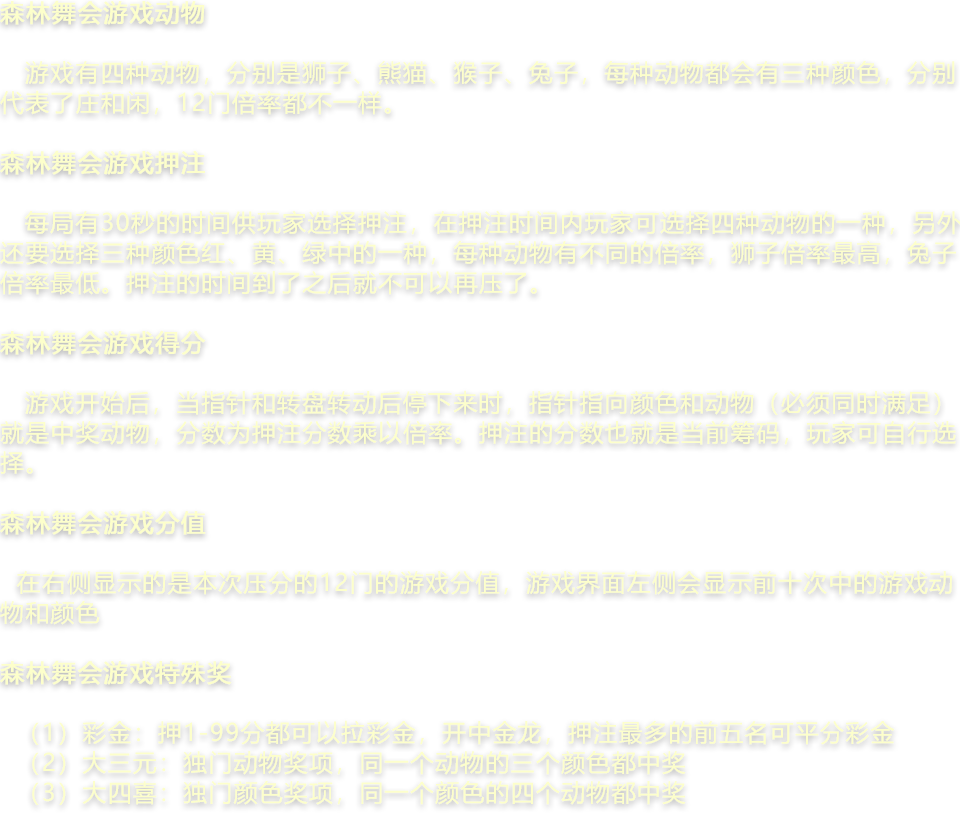 森林舞会游戏动物
游戏有四种动物，分别是狮子、熊猫、猴子、兔子，每种动物都会有三种颜色，分别
代表了庄和闲，12门倍率都不一样。
森林舞会游戏押注
每局有30秒的时间供玩家选择押注，在押注时间内玩家可选择四种动物的一种，另外
还要选择三种颜色红、黄、绿中的一种，每种动物有不同的倍率，狮子倍率最高，兔子
倍率最低。押注的时间到了之后就不可以再压了。
森林舞会游戏得分
游戏开始后，当指针和转盘转动后停下来时，指针指向颜色和动物（必须同时满足）
就是中奖动物，分数为押注分数乘以倍率。押注的分数也就是当前筹码，玩家可自行选
择。
森林舞会游戏分值
在右侧显示的是本次压分的12门的游戏分值，游戏界面左侧会显示前十次中的游戏动
物和颜色
森林舞会游戏特殊奖
（1）彩金：押1-99分都可以拉彩金，开中金龙，押注最多的前五名可平分彩金
（2）大三元：独门动物奖项，同一个动物的三个颜色都中奖
（3）大四喜：独门颜色奖项，同一个颜色的四个动物都中奖